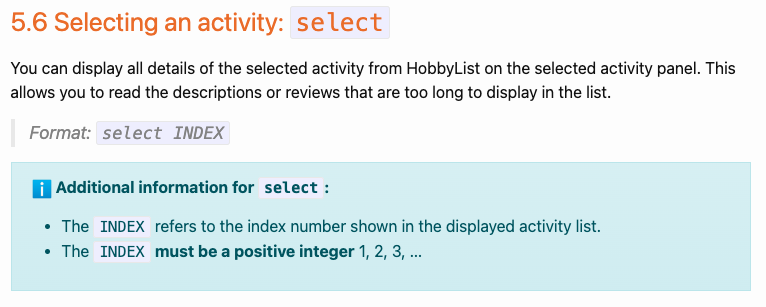 5.6 Selecting an activity: select
You can display all details of the selected activity from HobbyList on the selected activity panel. This
allows you to read the descriptions or reviews that are too long to display in the list.
Format: select INDEX
ℹ️ Additional information for select:
• The INDEX refers to the index number shown in the displayed activity list.
• The INDEX must be a positive integer 1, 2, 3, …